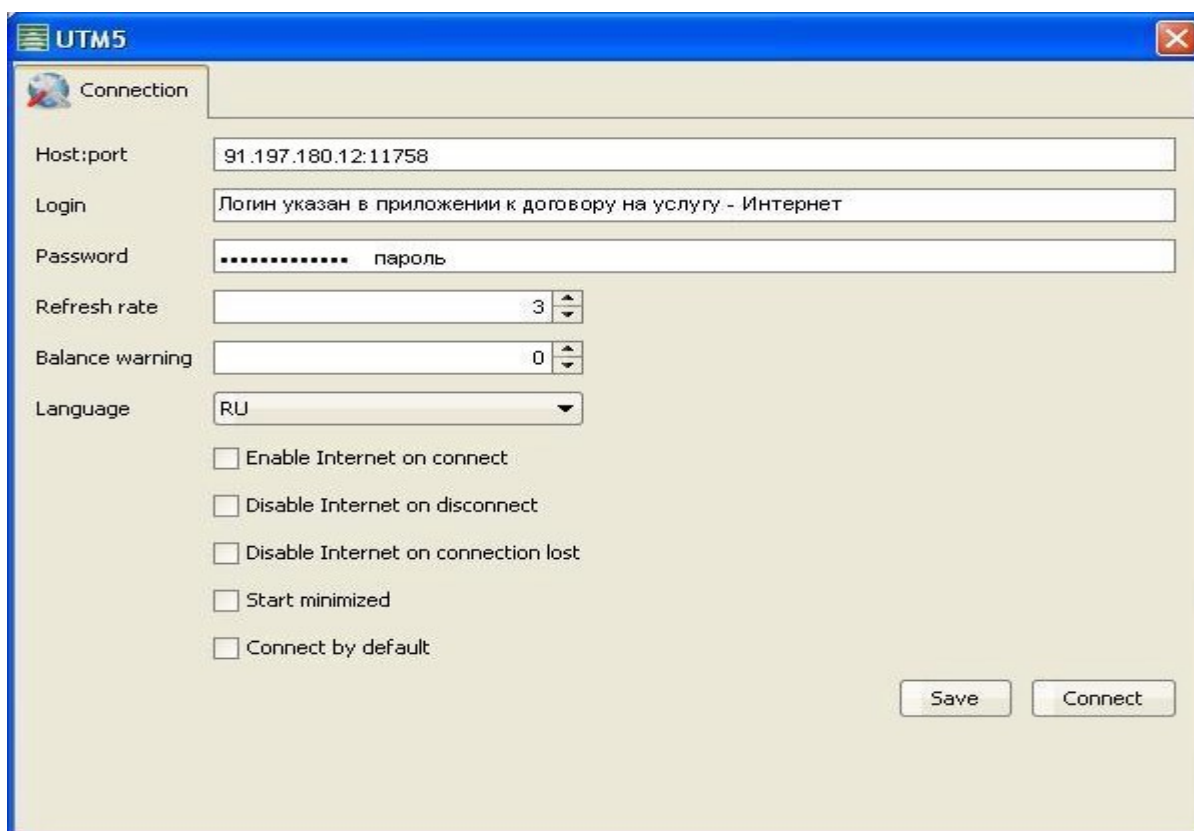 UTM5
Connection
Host:port 91.197.180.12:11758
Login Логин указан в приложении к договору на услугу - Интернет
Password ••••••••••••• пароль
Refresh rate 3
Balance warning 0
Language RU
Enable Internet on connect
Disable Internet on disconnect
Disable Internet on connection lost
Start minimized
Connect by default
Save Connect